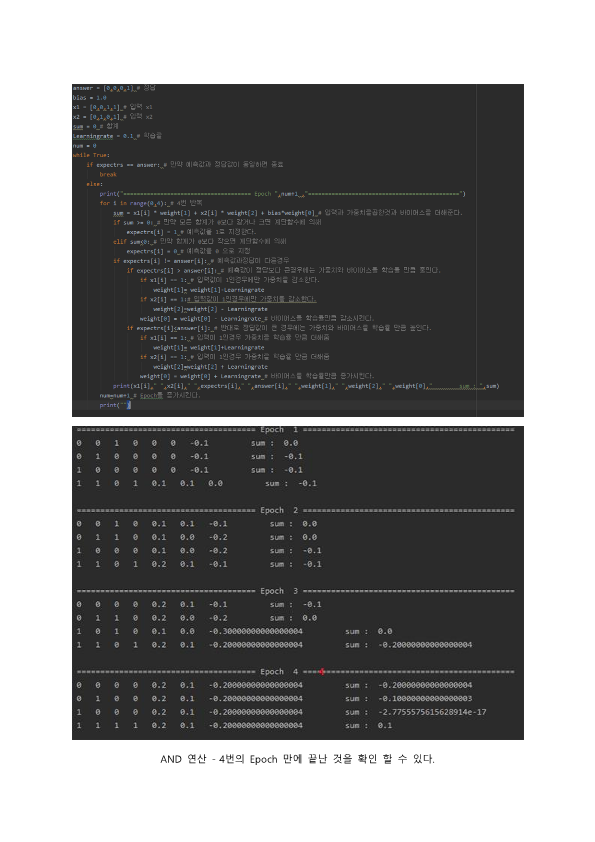 answer = [0,0,0,1] # 정답
bias = 1.0
x1 = [0,0,1,1] # 입력 x1
x2 = [0,1,0,1] # 입력 x2
sum = 0 # 합계
Learningrate = 0.1 # 학습율
num = 0
while True:
if expectrs == answer: # 만약 예측값과 정답값이 동일하면 종료
break
else:
print("====================================== Epoch ",num+1 ,"=============================================")
for i in range(0,4): # 4번 반복
sum = x1[i] * weight[1] + x2[i] * weight[2] + bias*weight[0] # 입력과 가중치를곱한것과 바이어스를 더해준다.
if sum >= 0: # 만약 모든 합계가 0보다 같거나 크면 계단함수에 의해
expectrs[i] = 1 # 예측값을 1로 지정한다.
elif sum<0: # 만약 합계가 0보다 작으면 계단함수에 의해
expectrs[i] = 0 # 예측값을 0 으로 지정
if expectrs[i] != answer[i]: # 예측값과정답이 다를경우
if expectrs[i] > answer[i]: # 예측값이 정답보다 큰경우에는 가중치와 바이어스를 학습률 만큼 줄인다.
if x1[i] == 1: # 입력값이 1인경우에만 가중치를 감소한다.
weight[1]= weight[1]-Learningrate
if x2[i] == 1:# 입력값이 1인경우에만 가중치를 감소한다.
weight[2]=weight[2] - Learningrate
weight[0] = weight[0] - Learningrate # 바이어스를 학습률만큼 감소시킨다.
if expectrs[i]<answer[i]: # 반대로 정답값이 큰 경우에는 가중치와 바이어스를 학습률 만큼 높인다.
if x1[i] == 1: # 입력이 1인경우 가중치를 학습률 만큼 더해줌
weight[1]= weight[1]+Learningrate
if x2[i] == 1: # 입력이 1인경우 가중치를 학습률 만큼 더해줌
weight[2]=weight[2] + Learningrate
weight[0] = weight[0] + Learningrate # 바이어스를 학습률만큼 증가시킨다.
print(x1[i]," ",x2[i]," ",expectrs[i]," ",answer[i]," ",weight[1]," ",weight[2]," ",weight[0]," sum : ",sum)
num=num+1 # Epoch를 증가시킨다.
print("")
====================================== Epoch 1 =============================================
0 0 1 0 0 0 -0.1 sum : 0.0
0 1 0 0 0 0 -0.1 sum : -0.1
1 0 0 0 0 0 -0.1 sum : -0.1
1 1 0 1 0.1 0.1 0.0 sum : -0.1
====================================== Epoch 2 =============================================
0 0 1 0 0.1 0.1 -0.1 sum : 0.0
0 1 1 0 0.1 0.0 -0.2 sum : 0.0
1 0 0 0 0.1 0.0 -0.2 sum : -0.1
1 1 0 1 0.2 0.1 -0.1 sum : -0.1
====================================== Epoch 3 =============================================
0 0 0 0 0.2 0.1 -0.1 sum : -0.1
0 1 1 0 0.2 0.0 -0.2 sum : 0.0
1 0 1 0 0.1 0.0 -0.30000000000000004 sum : 0.0
1 1 0 1 0.2 0.1 -0.20000000000000004 sum : -0.20000000000000004
====================================== Epoch 4 =============================================
0 0 0 0 0.2 0.1 -0.20000000000000004 sum : -0.20000000000000004
0 1 0 0 0.2 0.1 -0.20000000000000004 sum : -0.10000000000000003
1 0 0 0 0.2 0.1 -0.20000000000000004 sum : -2.7755575615628914e-17
1 1 1 1 0.2 0.1 -0.20000000000000004 sum : 0.1
AND 연산 - 4번의 Epoch 만에 끝난 것을 확인 할 수 있다.